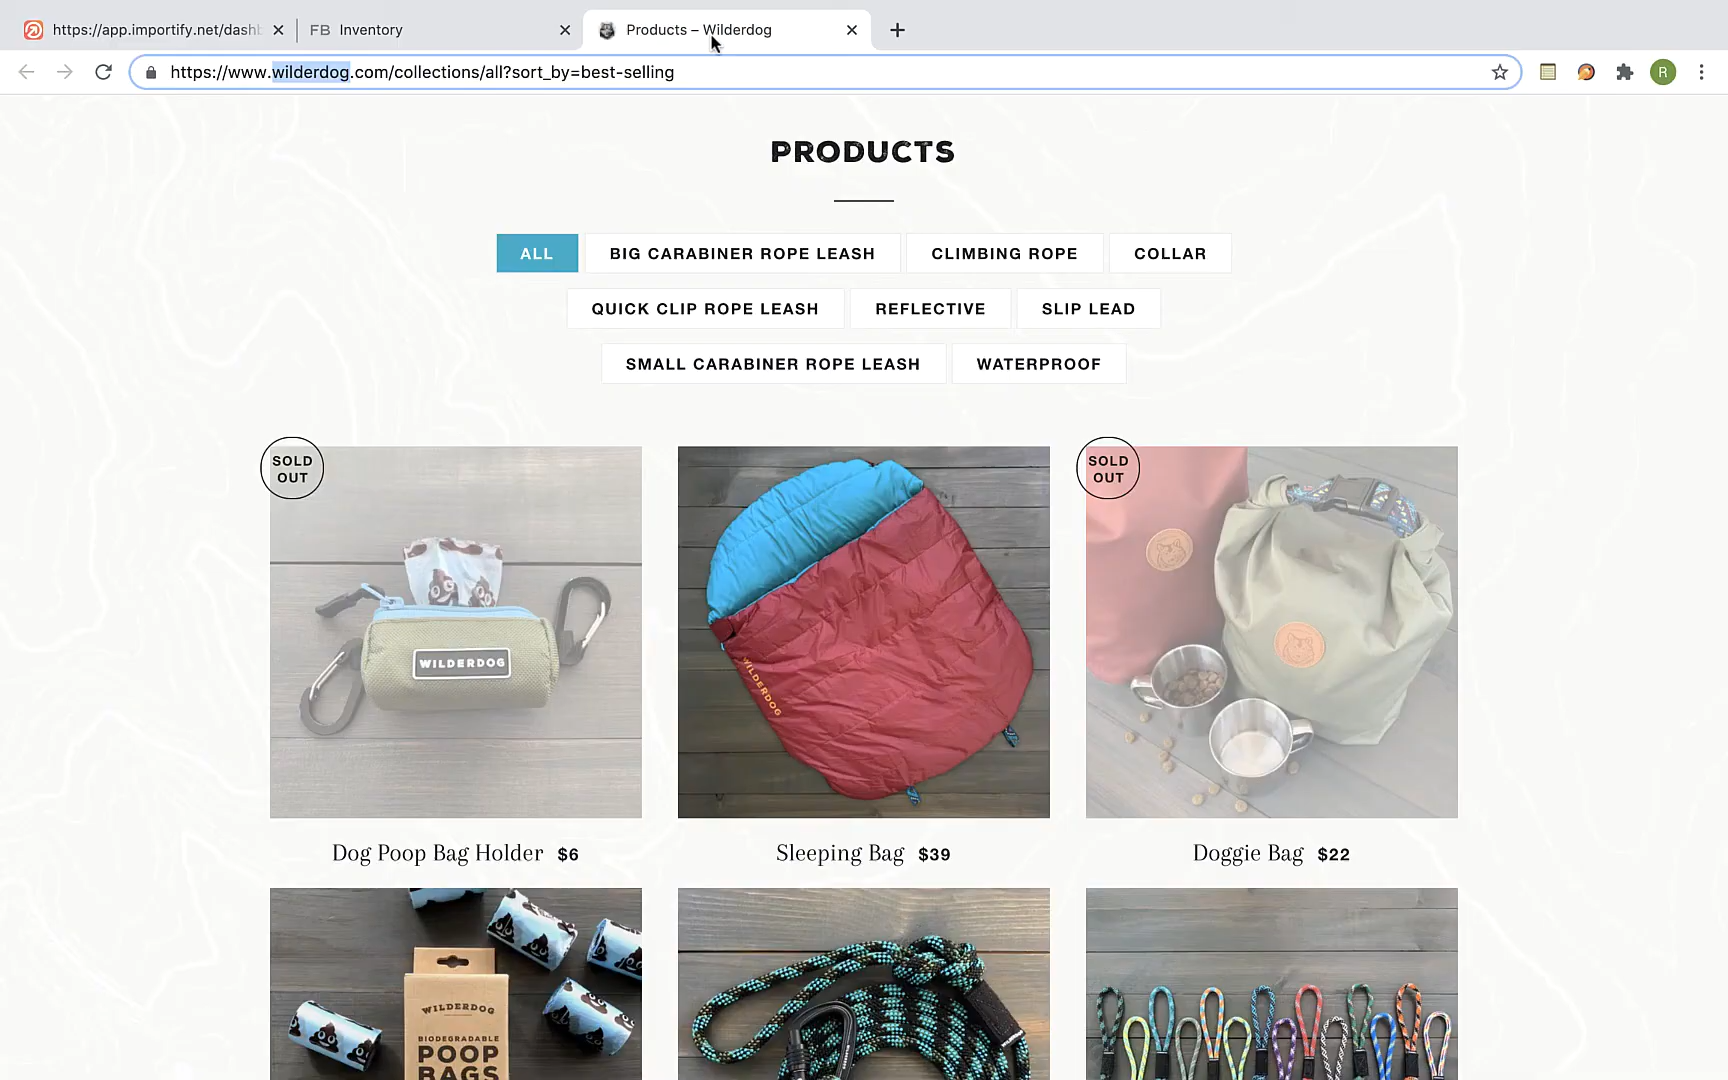 https://app.importify.net/dashb
FB Inventory
Products – Wilderdog
https://www.wilderdog.com/collections/all?sort_by=best-selling
R
PRODUCTS
ALL
BIG CARABINER ROPE LEASH
CLIMBING ROPE
COLLAR
QUICK CLIP ROPE LEASH
REFLECTIVE
SLIP LEAD
SMALL CARABINER ROPE LEASH
WATERPROOF
SOLD
OUT
WILDERDOG
WILDERDOG
SOLD
OUT
Dog Poop Bag Holder $6
Sleeping Bag $39
Doggie Bag $22
WILDERDOG
BIODEGRADABLE
POOP
BAGS